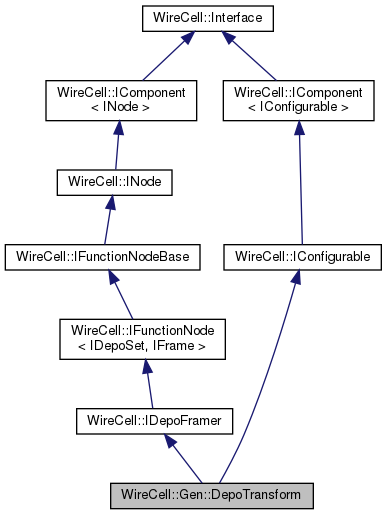 WireCell::Interface
WireCell::IComponent
< INode >
WireCell::IComponent
< IConfigurable >
WireCell::INode
WireCell::IFunctionNodeBase
WireCell::IConfigurable
WireCell::IFunctionNode
< IDepoSet, IFrame >
WireCell::IDepoFramer
WireCell::Gen::DepoTransform